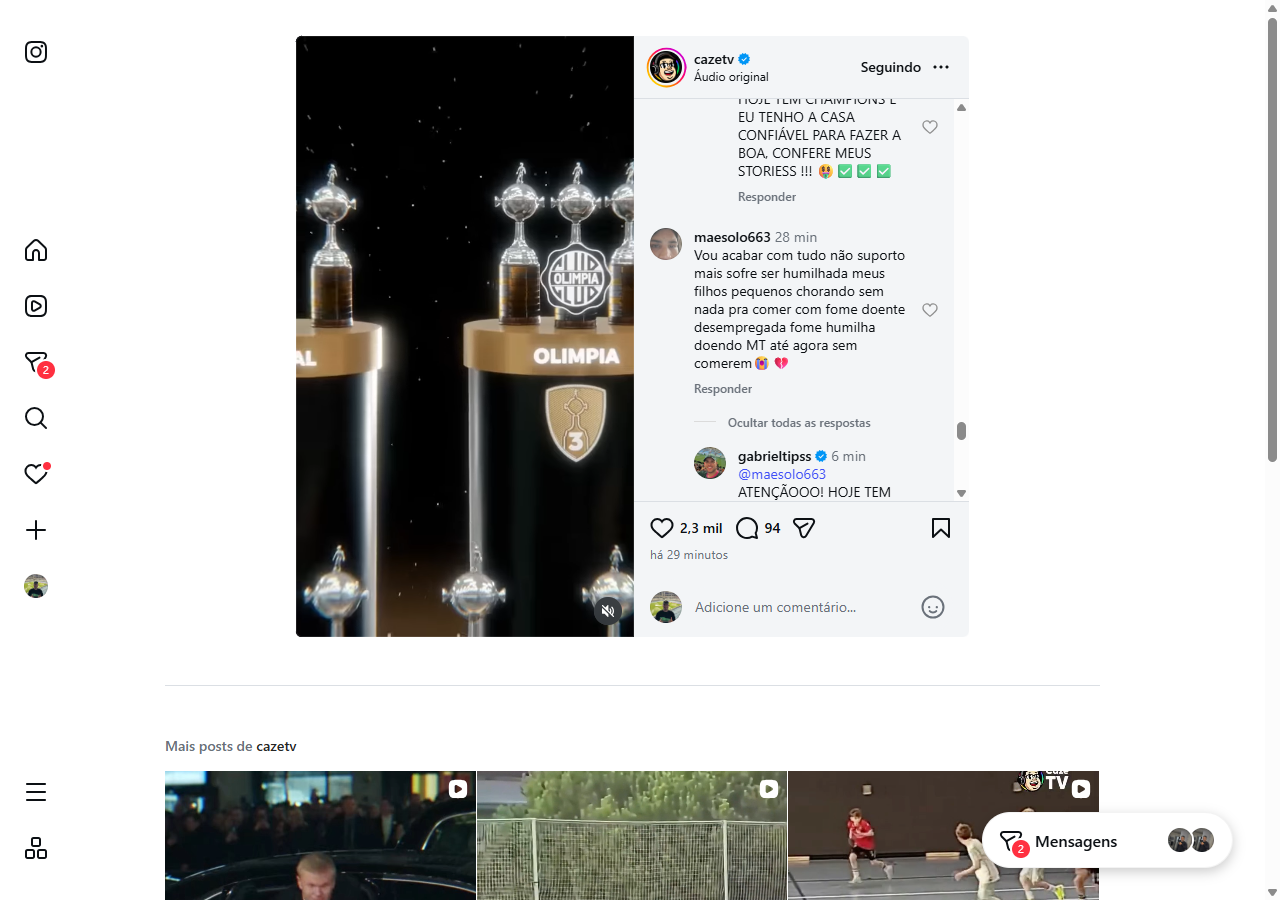 cazetv
Áudio original
Seguindo
HOJE TEM CHAMPIONS E
EU TENHO A CASA
CONFIÁVEL PARA FAZER A
BOA, CONFERE MEUS
STORIESS !!! 🤑 ✅ ✅ ✅
Responder
maesolo663 28 min
Vou acabar com tudo não suporto
mais sofre ser humilhada meus
filhos pequenos chorando sem
nada pra comer com fome doente
desempregada fome humilha
doendo MT até agora sem
comerem😭 💔
Responder
Ocultar todas as respostas
gabrieltipss 6 min
@maesolo663
ATENÇÃOOO! HOJE TEM
CLUB
OLIMPIA
CLUB
AL
OLIMPIA
3
2
2,3 mil
94
há 29 minutos
Adicione um comentário...
Mais posts de cazetv
Cazé
TV
2
Mensagens